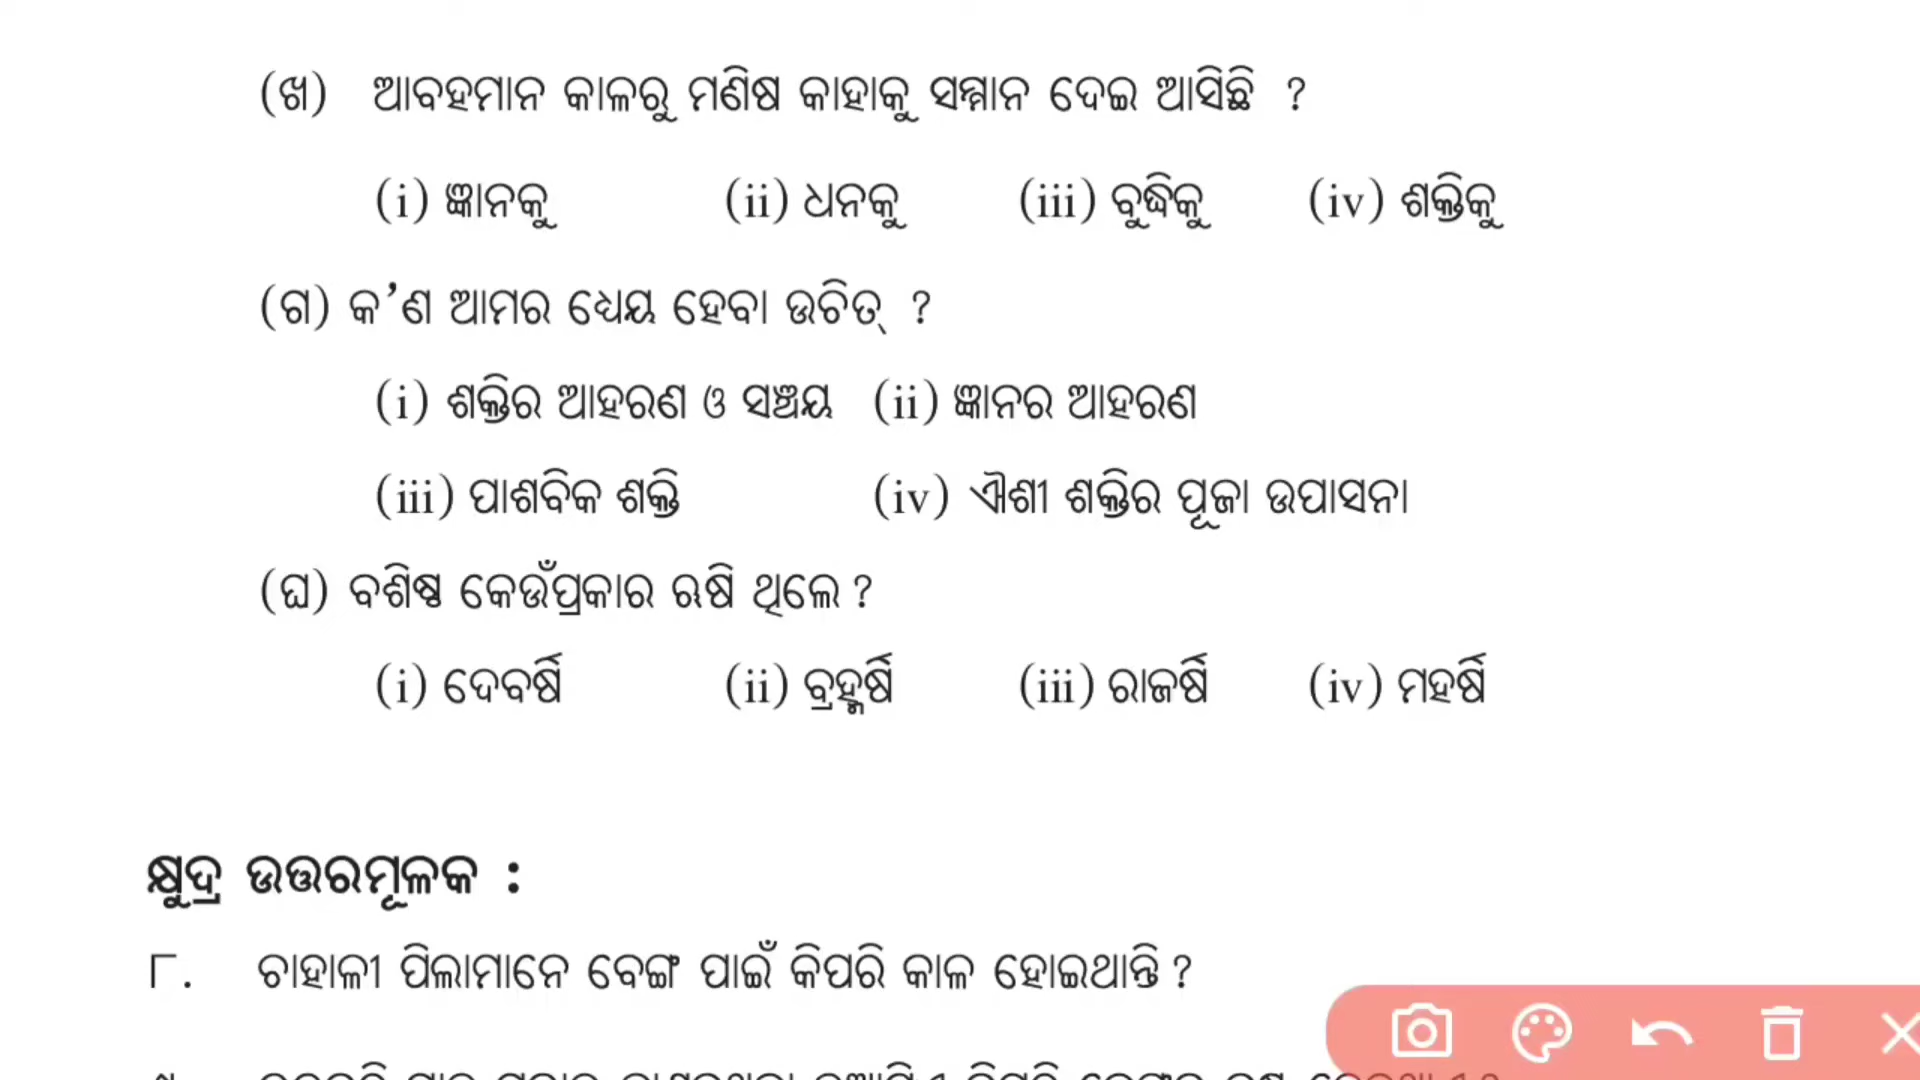 (ଖ) ଆବହମାନ କାଳରୁ ମଣିଷ କାହାକୁ ସମ୍ମାନ ଦେଇ ଆସିଛି ?
(i) ଜ୍ଞାନକୁ (ii) ଧନକୁ (iii) ବୁଦ୍ଧିକୁ (iv) ଶକ୍ତିକୁ
(ଗ) କ’ଣ ଆମର ଧ୍ୟେୟ ହେବା ଉଚିତ୍ ?
(i) ଶକ୍ତିର ଆହରଣ ଓ ସଞ୍ଚୟ (ii) ଜ୍ଞାନର ଆହରଣ
(iii) ପାଶବିକ ଶକ୍ତି (iv) ଐଶୀ ଶକ୍ତିର ପୂଜା ଉପାସନା
(ଘ) ବଶିଷ୍ଠ କେଉଁପ୍ରକାର ଋଷି ଥିଲେ ?
(i) ଦେବର୍ଷି (ii) ବ୍ରହ୍ମର୍ଷି (iii) ରାଜର୍ଷି (iv) ମହର୍ଷି
କ୍ଷୁଦ୍ର ଉତ୍ତରମୂଳକ :
୮. ଚାହାଳୀ ପିଲାମାନେ ବେଙ୍ଗ ପାଇଁ କିପରି କାଳ ହୋଇଥାନ୍ତି ?